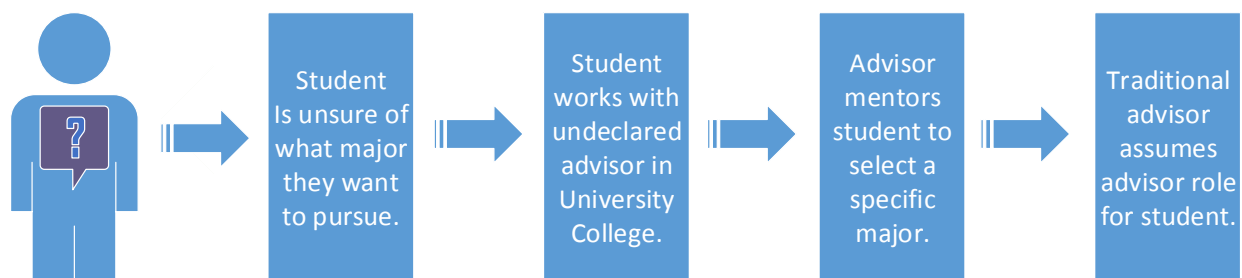 ?
Student
Is unsure of
what major
they want
to pursue.
Student
works with
undeclared
advisor in
University
College.
Advisor
mentors
student to
select a
specific
major.
Traditional
advisor
assumes
advisor role
for student.